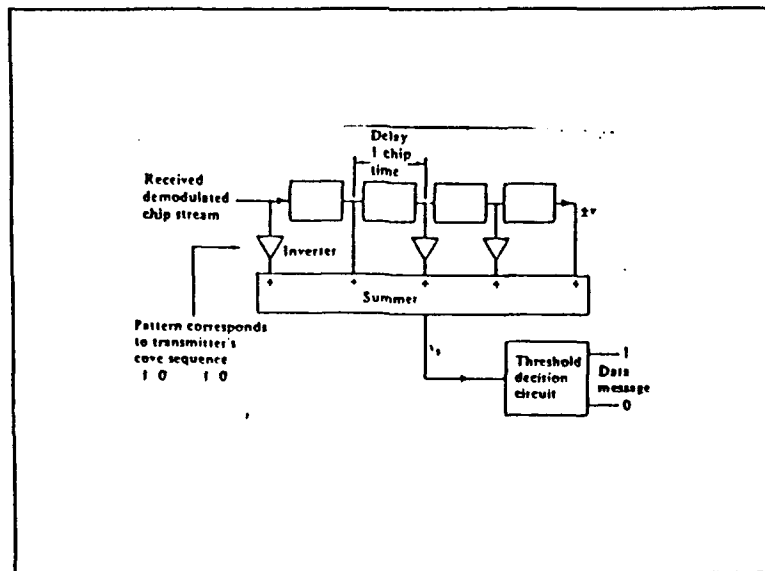 Delay
1 chip
time
Received
demodulated
chip stream
±v
Inverter
+ + + + +
Summer
Pattern corresponds
to transmitter's
cove sequence
1 0 1 0
Threshold
decision
circuit
1
Data
message
0